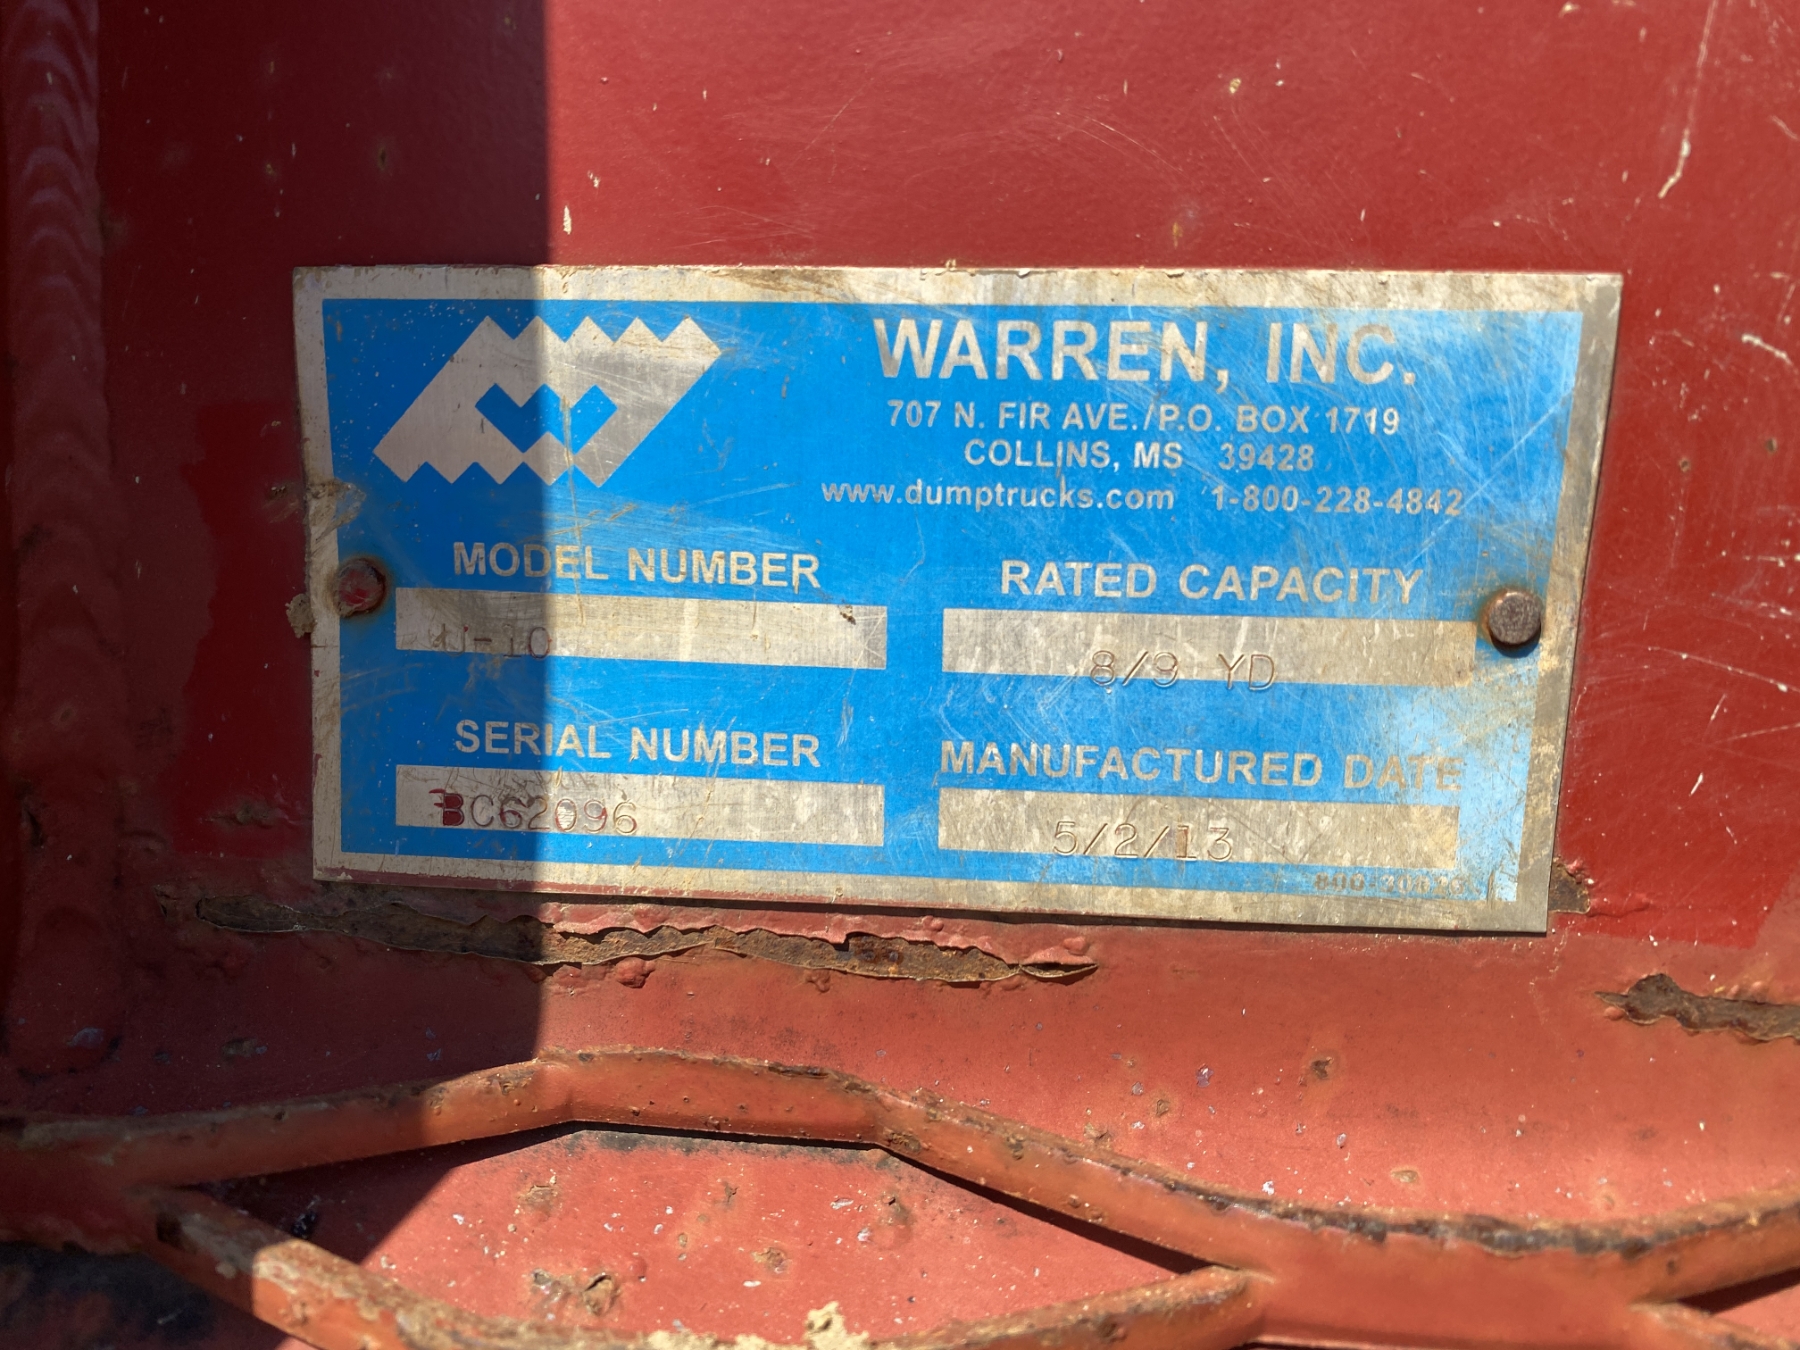 WARREN, INC.
707 N. FIR AVE./P.O. BOX 1719
COLLINS, MS 39428
www.dumptrucks.com 1-800-228-4842
MODEL NUMBER
U-10
RATED CAPACITY
8/9 YD
SERIAL NUMBER
BC62096
MANUFACTURED DATE
5/2/13